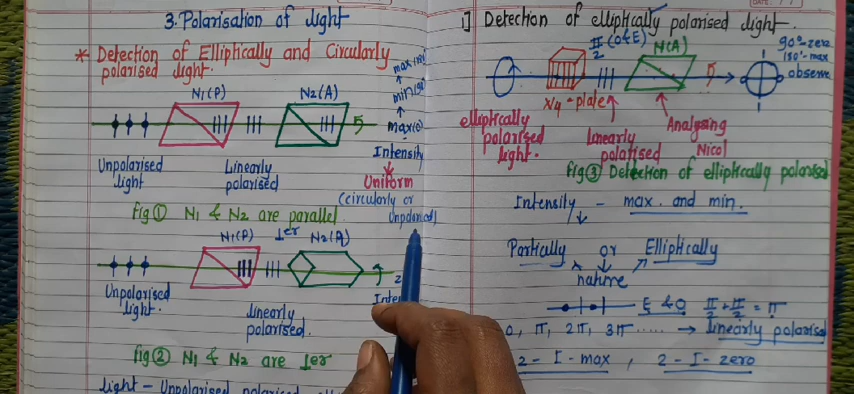 3. Polarisation of light
* Detection of Elliptically and Circularly
polarised light.
N₁(P) N₂(A)
max(180)
↑
min(90)
↑
max(0)
Intensity
↓
Uniform
(circularly or
Unpolarised)
Unpolarised
light
Linearly
polarised
fig ① N₁ & N₂ are parallel
N₁(P) ⊥er N₂(A)
Unpolarised
light.
linearly
polarised.
fig ② N₁ & N₂ are ⊥er
light - Unpolarised polarised
i] Detection of elliptically polarised light.
π/2 (O&E) N(A)
90°-zero
180°-max
observe
λ/4-plate
elliptically
polarised
light.
Linearly
polarised
Analysing
Nicol
fig ③ Detection of elliptically polarised
Intensity - max. and min.
↓
Partially or Elliptically
nature
E & O π/2 + π/2 = π
0, π, 2π, 3π ..... → linearly polarised
2 - I - max , 2 - I - zero